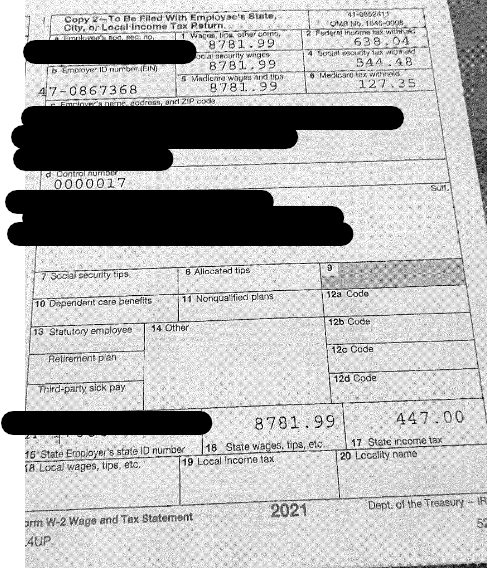 Copy 2—To Be Filed With Employee's State,
City, or Local Income Tax Return.
41-0852411
OMB No. 1545-0008
a Employee's soc. sec. no.
1 Wages, tips, other comp.
8781.99
2 Federal income tax withheld
638.04
Social security wages
8781.99
4 Social security tax withheld
544.48
b Employer ID number (EIN)
47-0867368
5 Medicare wages and tips
8781.99
6 Medicare tax withheld
127.35
c Employer's name, address, and ZIP code
d Control number
0000017
Suff.
7 Social security tips
8 Allocated tips
9
10 Dependent care benefits
11 Nonqualified plans
12a Code
13 Statutory employee
14 Other
12b Code
Retirement plan
12c Code
Third-party sick pay
12d Code
8781.99
447.00
15 State Employer's state ID number
16 State wages, tips, etc.
17 State income tax
18 Local wages, tips, etc.
19 Local income tax
20 Locality name
orm W-2 Wage and Tax Statement
2021
Dept. of the Treasury – IR
4UP
52